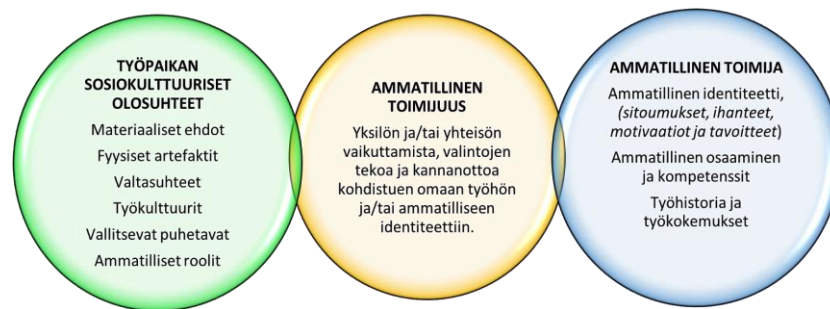 TYÖPAIKAN
SOSIOKULTTUURISET
OLOSUHTEET
Materiaaliset ehdot
Fyysiset artefaktit
Valtasuhteet
Työkulttuurit
Vallitsevat puhetavat
Ammatilliset roolit
AMMATILLINEN
TOIMIJUUS
Yksilön ja/tai yhteisön
vaikuttamista, valintojen
tekoa ja kannanottoa
kohdistuen omaan työhön
ja/tai ammatilliseen
identiteettiin.
AMMATILLINEN TOIMIJA
Ammatillinen identiteetti,
(sitoumukset, ihanteet,
motivaatiot ja tavoitteet)
Ammatillinen osaaminen
ja kompetenssit
Työhistoria ja
työkokemukset